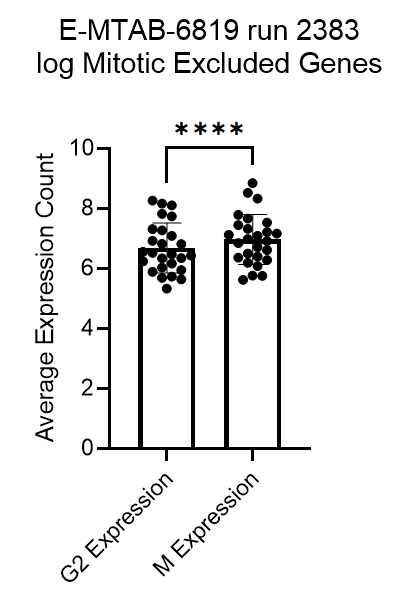 E-MTAB-6819 run 2383
log Mitotic Excluded Genes
****
Average Expression Count
10
8
6
4
2
0
G2 Expression
M Expression